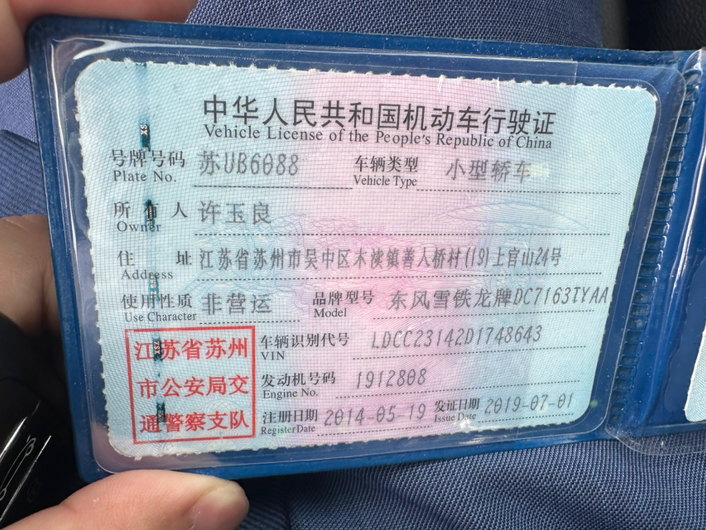 中华人民共和国机动车行驶证
Vehicle License of the People's Republic of China
号牌号码 苏UB6088 车辆类型 小型轿车
Plate No. Vehicle Type
所有人 许玉良
Owner
住址 江苏省苏州市吴中区木渎镇善人桥村(19)上官山24号
Address
使用性质 非营运 品牌型号 东风雪铁龙牌DC7163TYAA
Use Character Model
江苏省苏州
市公安局交
通警察支队
车辆识别代号 LDCC23142D1748643
VIN
发动机号码 1912808
Engine No.
注册日期 2014-05-19 发证日期 2019-07-01
Register Date Issue Date